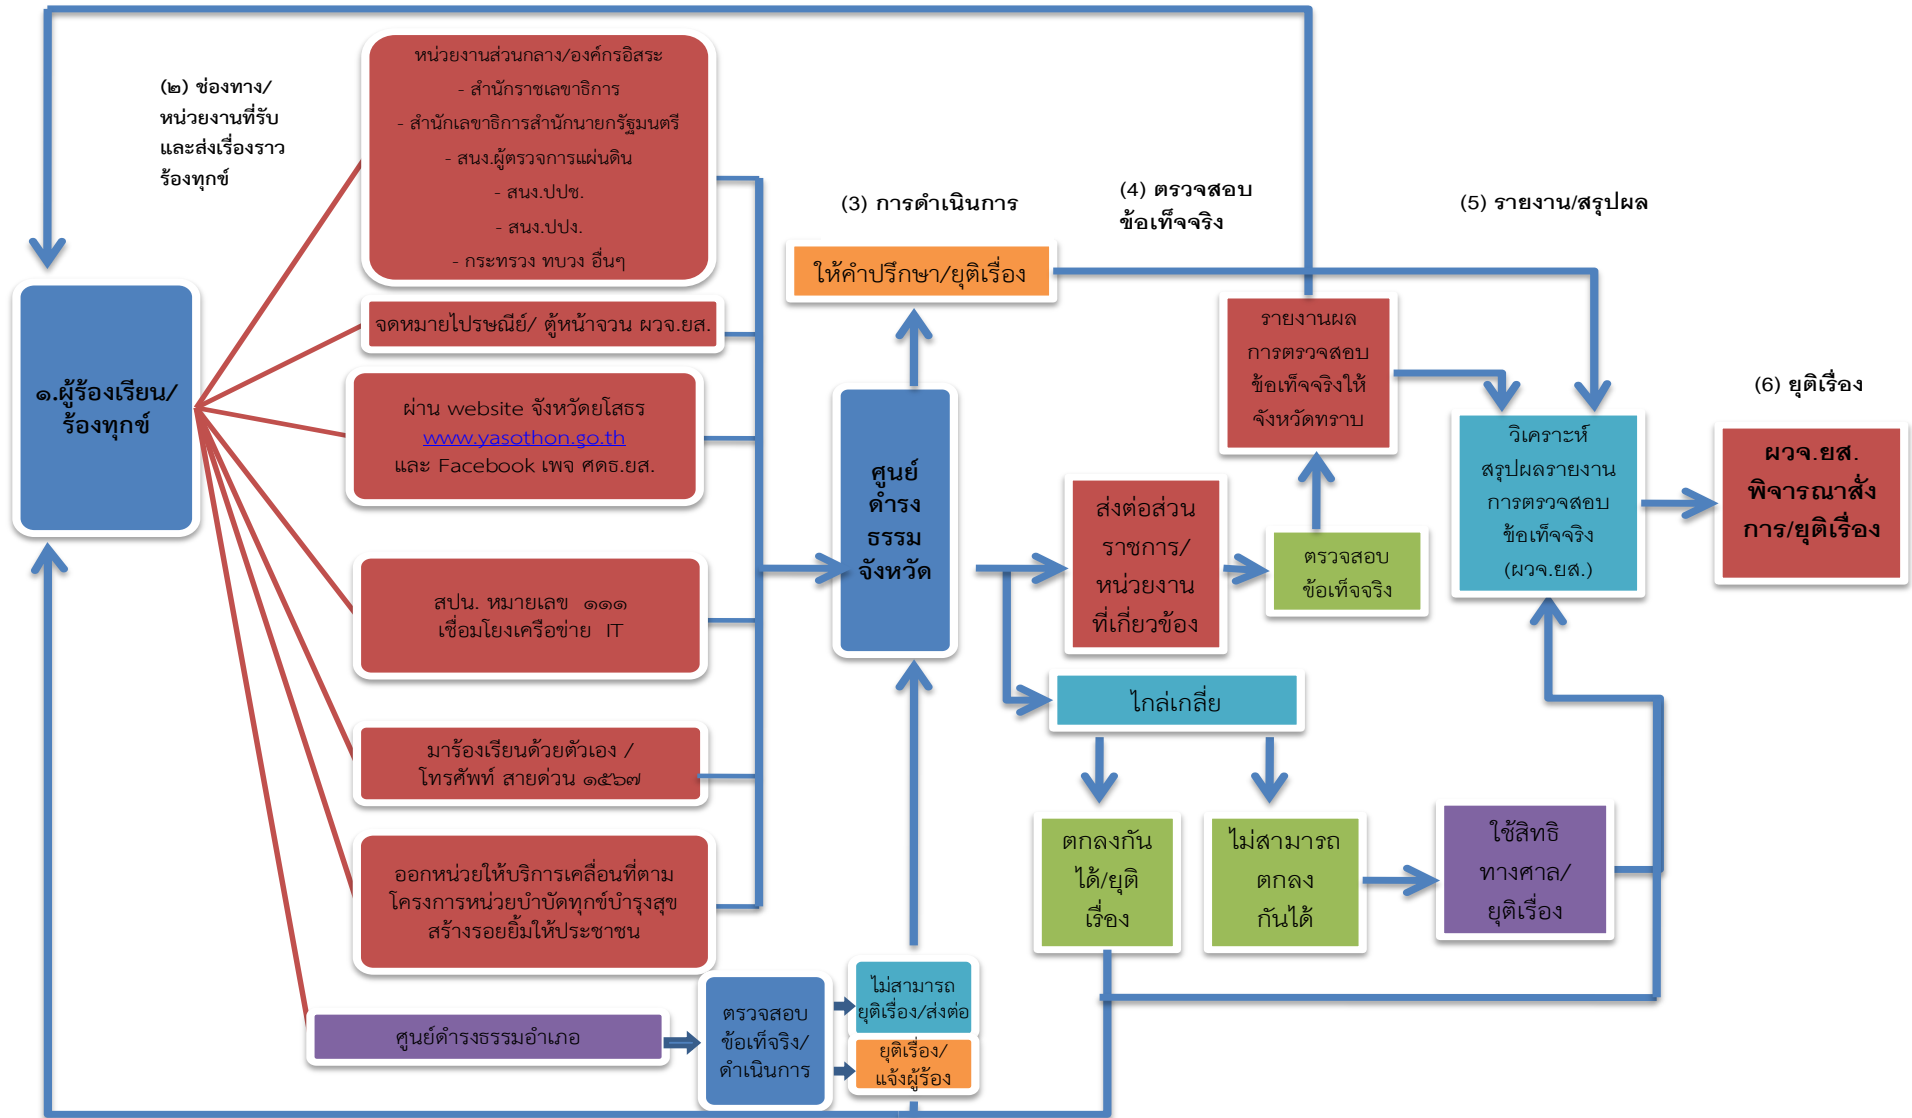 (๒) ช่องทาง/
หน่วยงานที่รับ
และส่งเรื่องราว
ร้องทุกข์
๑.ผู้ร้องเรียน/
ร้องทุกข์
หน่วยงานส่วนกลาง/องค์กรอิสระ
- สำนักราชเลขาธิการ
- สำนักเลขาธิการสำนักนายกรัฐมนตรี
- สนง.ผู้ตรวจการแผ่นดิน
- สนง.ปปช.
- สนง.ปปง.
- กระทรวง ทบวง อื่นๆ
จดหมายไปรษณีย์/ ตู้หน้าจวน ผวจ.ยส.
ผ่าน website จังหวัดยโสธร
www.yasothon.go.th
และ Facebook เพจ ศดธ.ยส.
สปน. หมายเลข ๑๑๑
เชื่อมโยงเครือข่าย IT
มาร้องเรียนด้วยตัวเอง /
โทรศัพท์ สายด่วน ๑๕๖๗
ออกหน่วยให้บริการเคลื่อนที่ตาม
โครงการหน่วยบำบัดทุกข์บำรุงสุข
สร้างรอยยิ้มให้ประชาชน
ศูนย์ดำรงธรรมอำเภอ
ตรวจสอบ
ข้อเท็จจริง/
ดำเนินการ
ไม่สามารถ
ยุติเรื่อง/ส่งต่อ
ยุติเรื่อง/
แจ้งผู้ร้อง
(3) การดำเนินการ
ให้คำปรึกษา/ยุติเรื่อง
ศูนย์
ดำรง
ธรรม
จังหวัด
(4) ตรวจสอบ
ข้อเท็จจริง
รายงานผล
การตรวจสอบ
ข้อเท็จจริงให้
จังหวัดทราบ
ส่งต่อส่วน
ราชการ/
หน่วยงาน
ที่เกี่ยวข้อง
ตรวจสอบ
ข้อเท็จจริง
ไกล่เกลี่ย
ตกลงกัน
ได้/ยุติ
เรื่อง
ไม่สามารถ
ตกลง
กันได้
ใช้สิทธิ
ทางศาล/
ยุติเรื่อง
(5) รายงาน/สรุปผล
วิเคราะห์
สรุปผลรายงาน
การตรวจสอบ
ข้อเท็จจริง
(ผวจ.ยส.)
(6) ยุติเรื่อง
ผวจ.ยส.
พิจารณาสั่ง
การ/ยุติเรื่อง